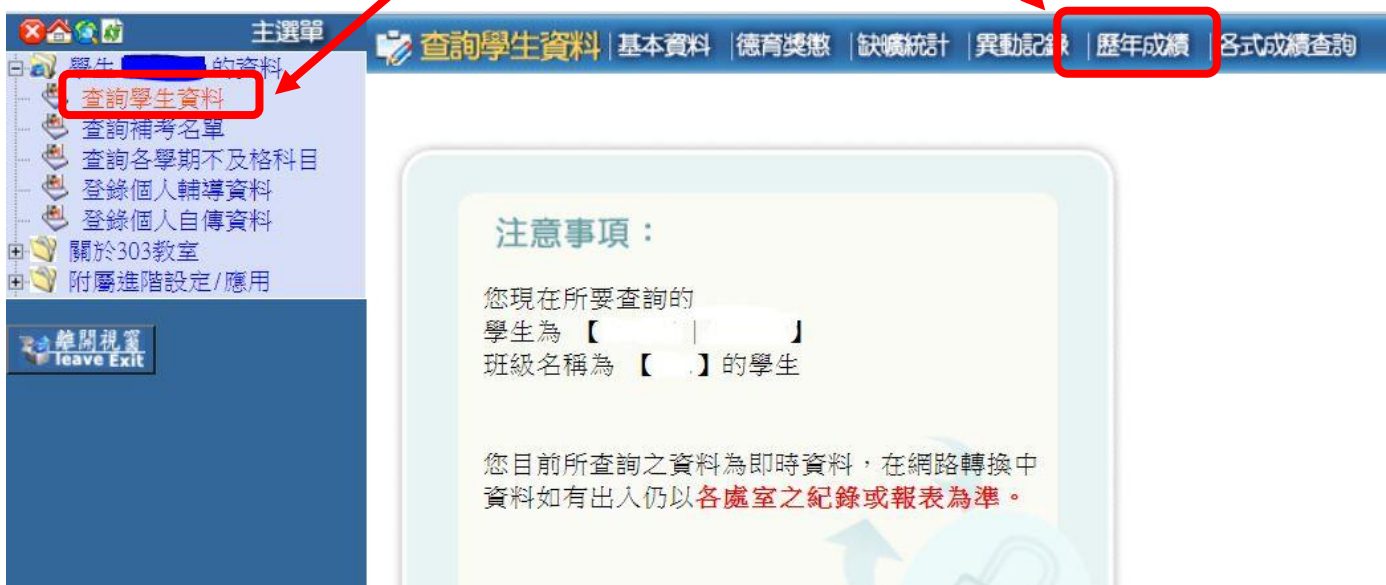 主選單
學生 的資料
查詢學生資料
查詢補考名單
查詢各學期不及格科目
登錄個人輔導資料
登錄個人自傳資料
關於303教室
附屬進階設定/應用
離開視窗
leave Exit
查詢學生資料|基本資料|德育獎懲|缺曠統計|異動記錄|歷年成績|各式成績查詢
注意事項：
您現在所要查詢的
學生為【 | 】
班級名稱為【 .】的學生
您目前所查詢之資料為即時資料，在網路轉換中
資料如有出入仍以各處室之紀錄或報表為準。